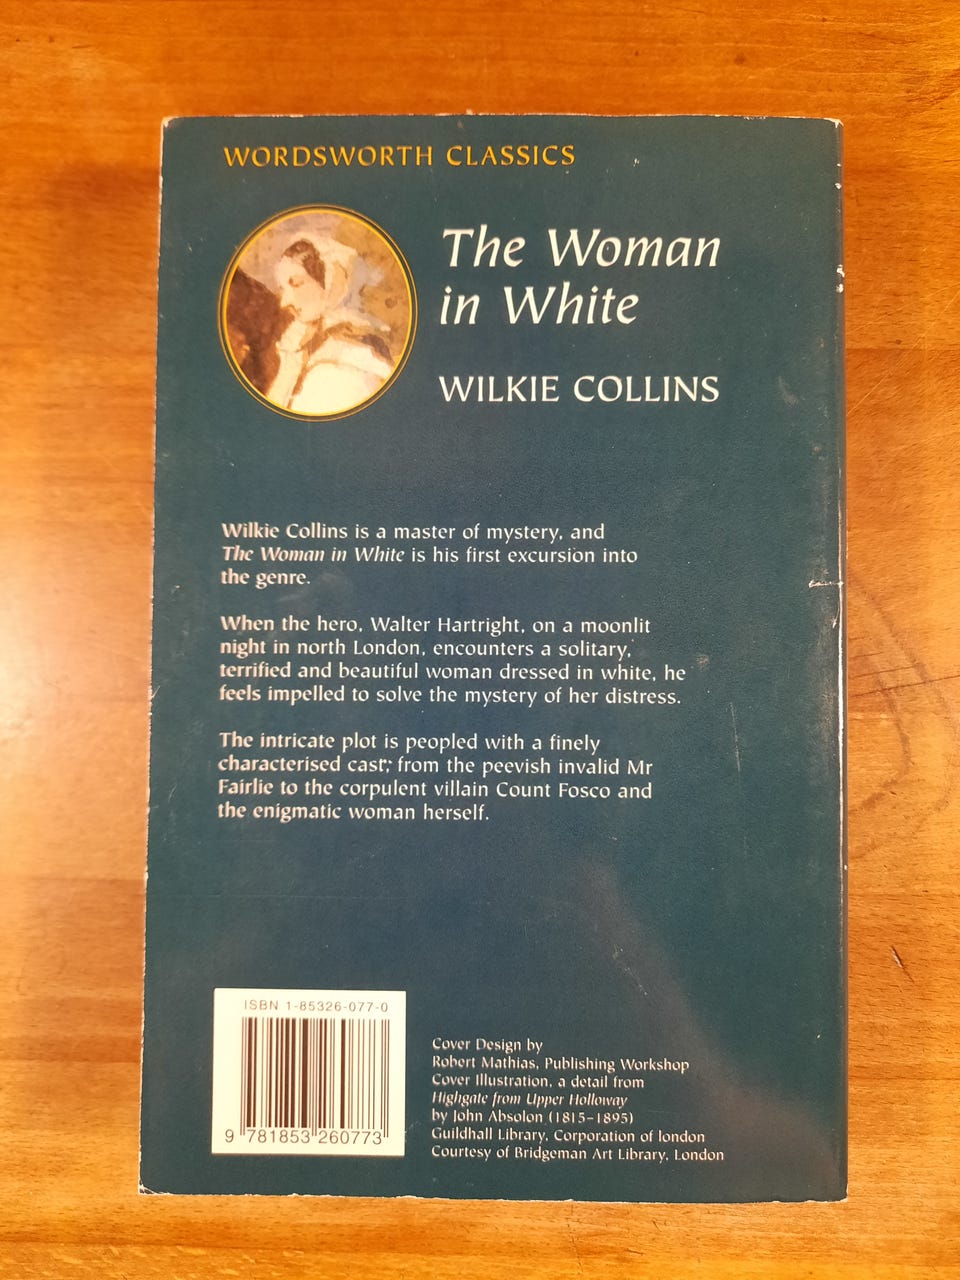 WORDSWORTH CLASSICS
The Woman
in White
WILKIE COLLINS
Wilkie Collins is a master of mystery, and
The Woman in White is his first excursion into
the genre.
When the hero, Walter Hartright, on a moonlit
night in north London, encounters a solitary,
terrified and beautiful woman dressed in white, he
feels impelled to solve the mystery of her distress.
The intricate plot is peopled with a finely
characterised cast, from the peevish invalid Mr
Fairlie to the corpulent villain Count Fosco and
the enigmatic woman herself.
ISBN 1-85326-077-0
9 781853 260773
Cover Design by
Robert Mathias, Publishing Workshop
Cover Illustration, a detail from
Highgate from Upper Holloway
by John Absolon (1815–1895)
Guildhall Library, Corporation of london
Courtesy of Bridgeman Art Library, London